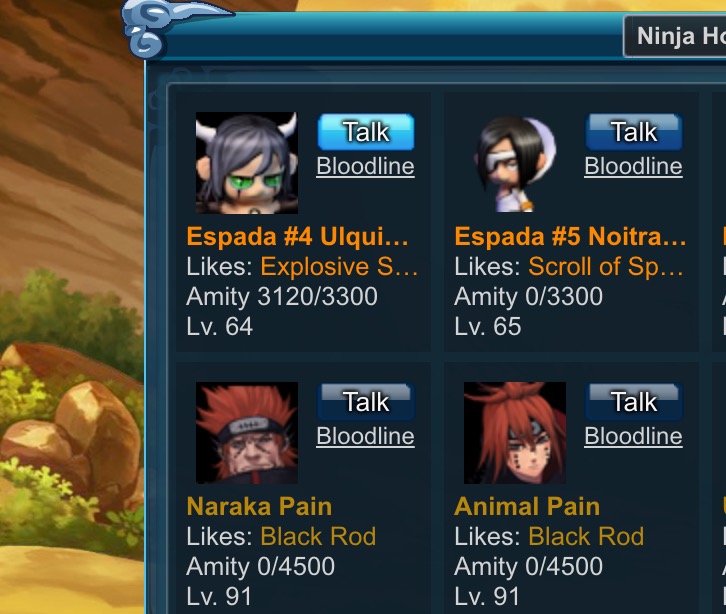 Ninja Ho
Talk
Bloodline
Espada #4 Ulqui...
Likes: Explosive S...
Amity 3120/3300
Lv. 64
Talk
Bloodline
Espada #5 Noitra...
Likes: Scroll of Sp...
Amity 0/3300
Lv. 65
Talk
Bloodline
Naraka Pain
Likes: Black Rod
Amity 0/4500
Lv. 91
Talk
Bloodline
Animal Pain
Likes: Black Rod
Amity 0/4500
Lv. 91